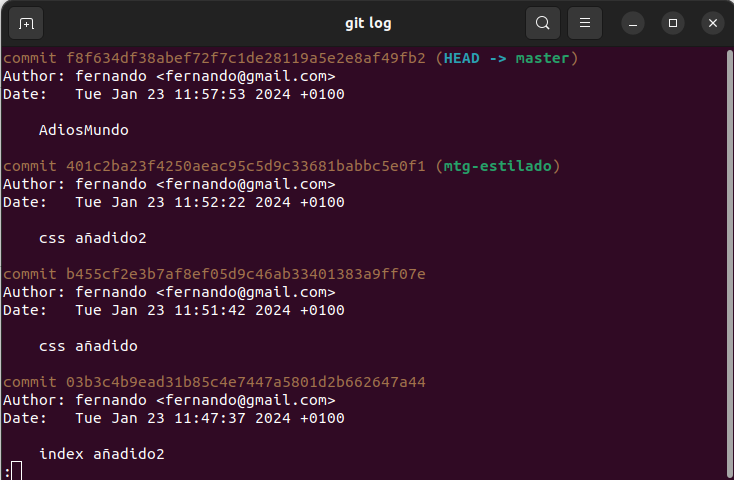 git log
commit f8f634df38abef72f7c1de28119a5e2e8af49fb2 (HEAD -> master)
Author: fernando <fernando@gmail.com>
Date:   Tue Jan 23 11:57:53 2024 +0100
AdiosMundo
commit 401c2ba23f4250aeac95c5d9c33681babbc5e0f1 (mtg-estilado)
Author: fernando <fernando@gmail.com>
Date:   Tue Jan 23 11:52:22 2024 +0100
css añadido2
commit b455cf2e3b7af8ef05d9c46ab33401383a9ff07e
Author: fernando <fernando@gmail.com>
Date:   Tue Jan 23 11:51:42 2024 +0100
css añadido
commit 03b3c4b9ead31b85c4e7447a5801d2b662647a44
Author: fernando <fernando@gmail.com>
Date:   Tue Jan 23 11:47:37 2024 +0100
index añadido2
: